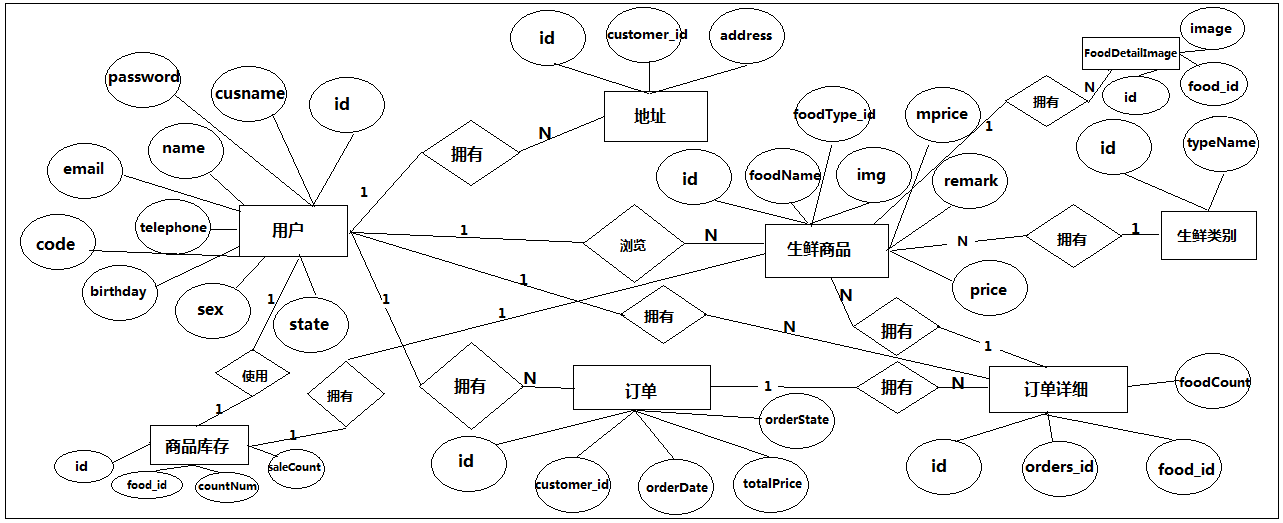 image
id
customer_id
address
FoodDetailImage
password
cusname
id
food_id
拥有
N
id
foodType_id
mprice
1
地址
N
拥有
name
email
id
typeName
id
foodName
img
remark
1
telephone
用户
code
1
浏览
N
生鲜商品
N
拥有
1
生鲜类别
birthday
sex
state
1
1
1
1
拥有
N
price
N
拥有
1
使用
1
拥有
拥有
N
订单
1
拥有
N
订单详细
foodCount
1
商品库存
1
orderState
id
food_id
countNum
saleCount
id
customer_id
orderDate
totalPrice
id
orders_id
food_id